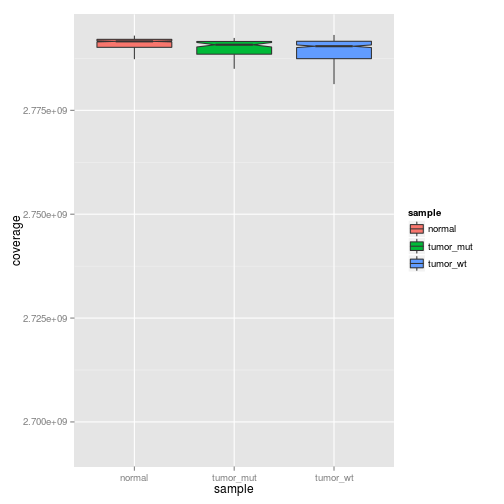 2.775e+09
2.750e+09
2.725e+09
2.700e+09
coverage
normal
tumor_mut
tumor_wt
sample
sample
normal
tumor_mut
tumor_wt